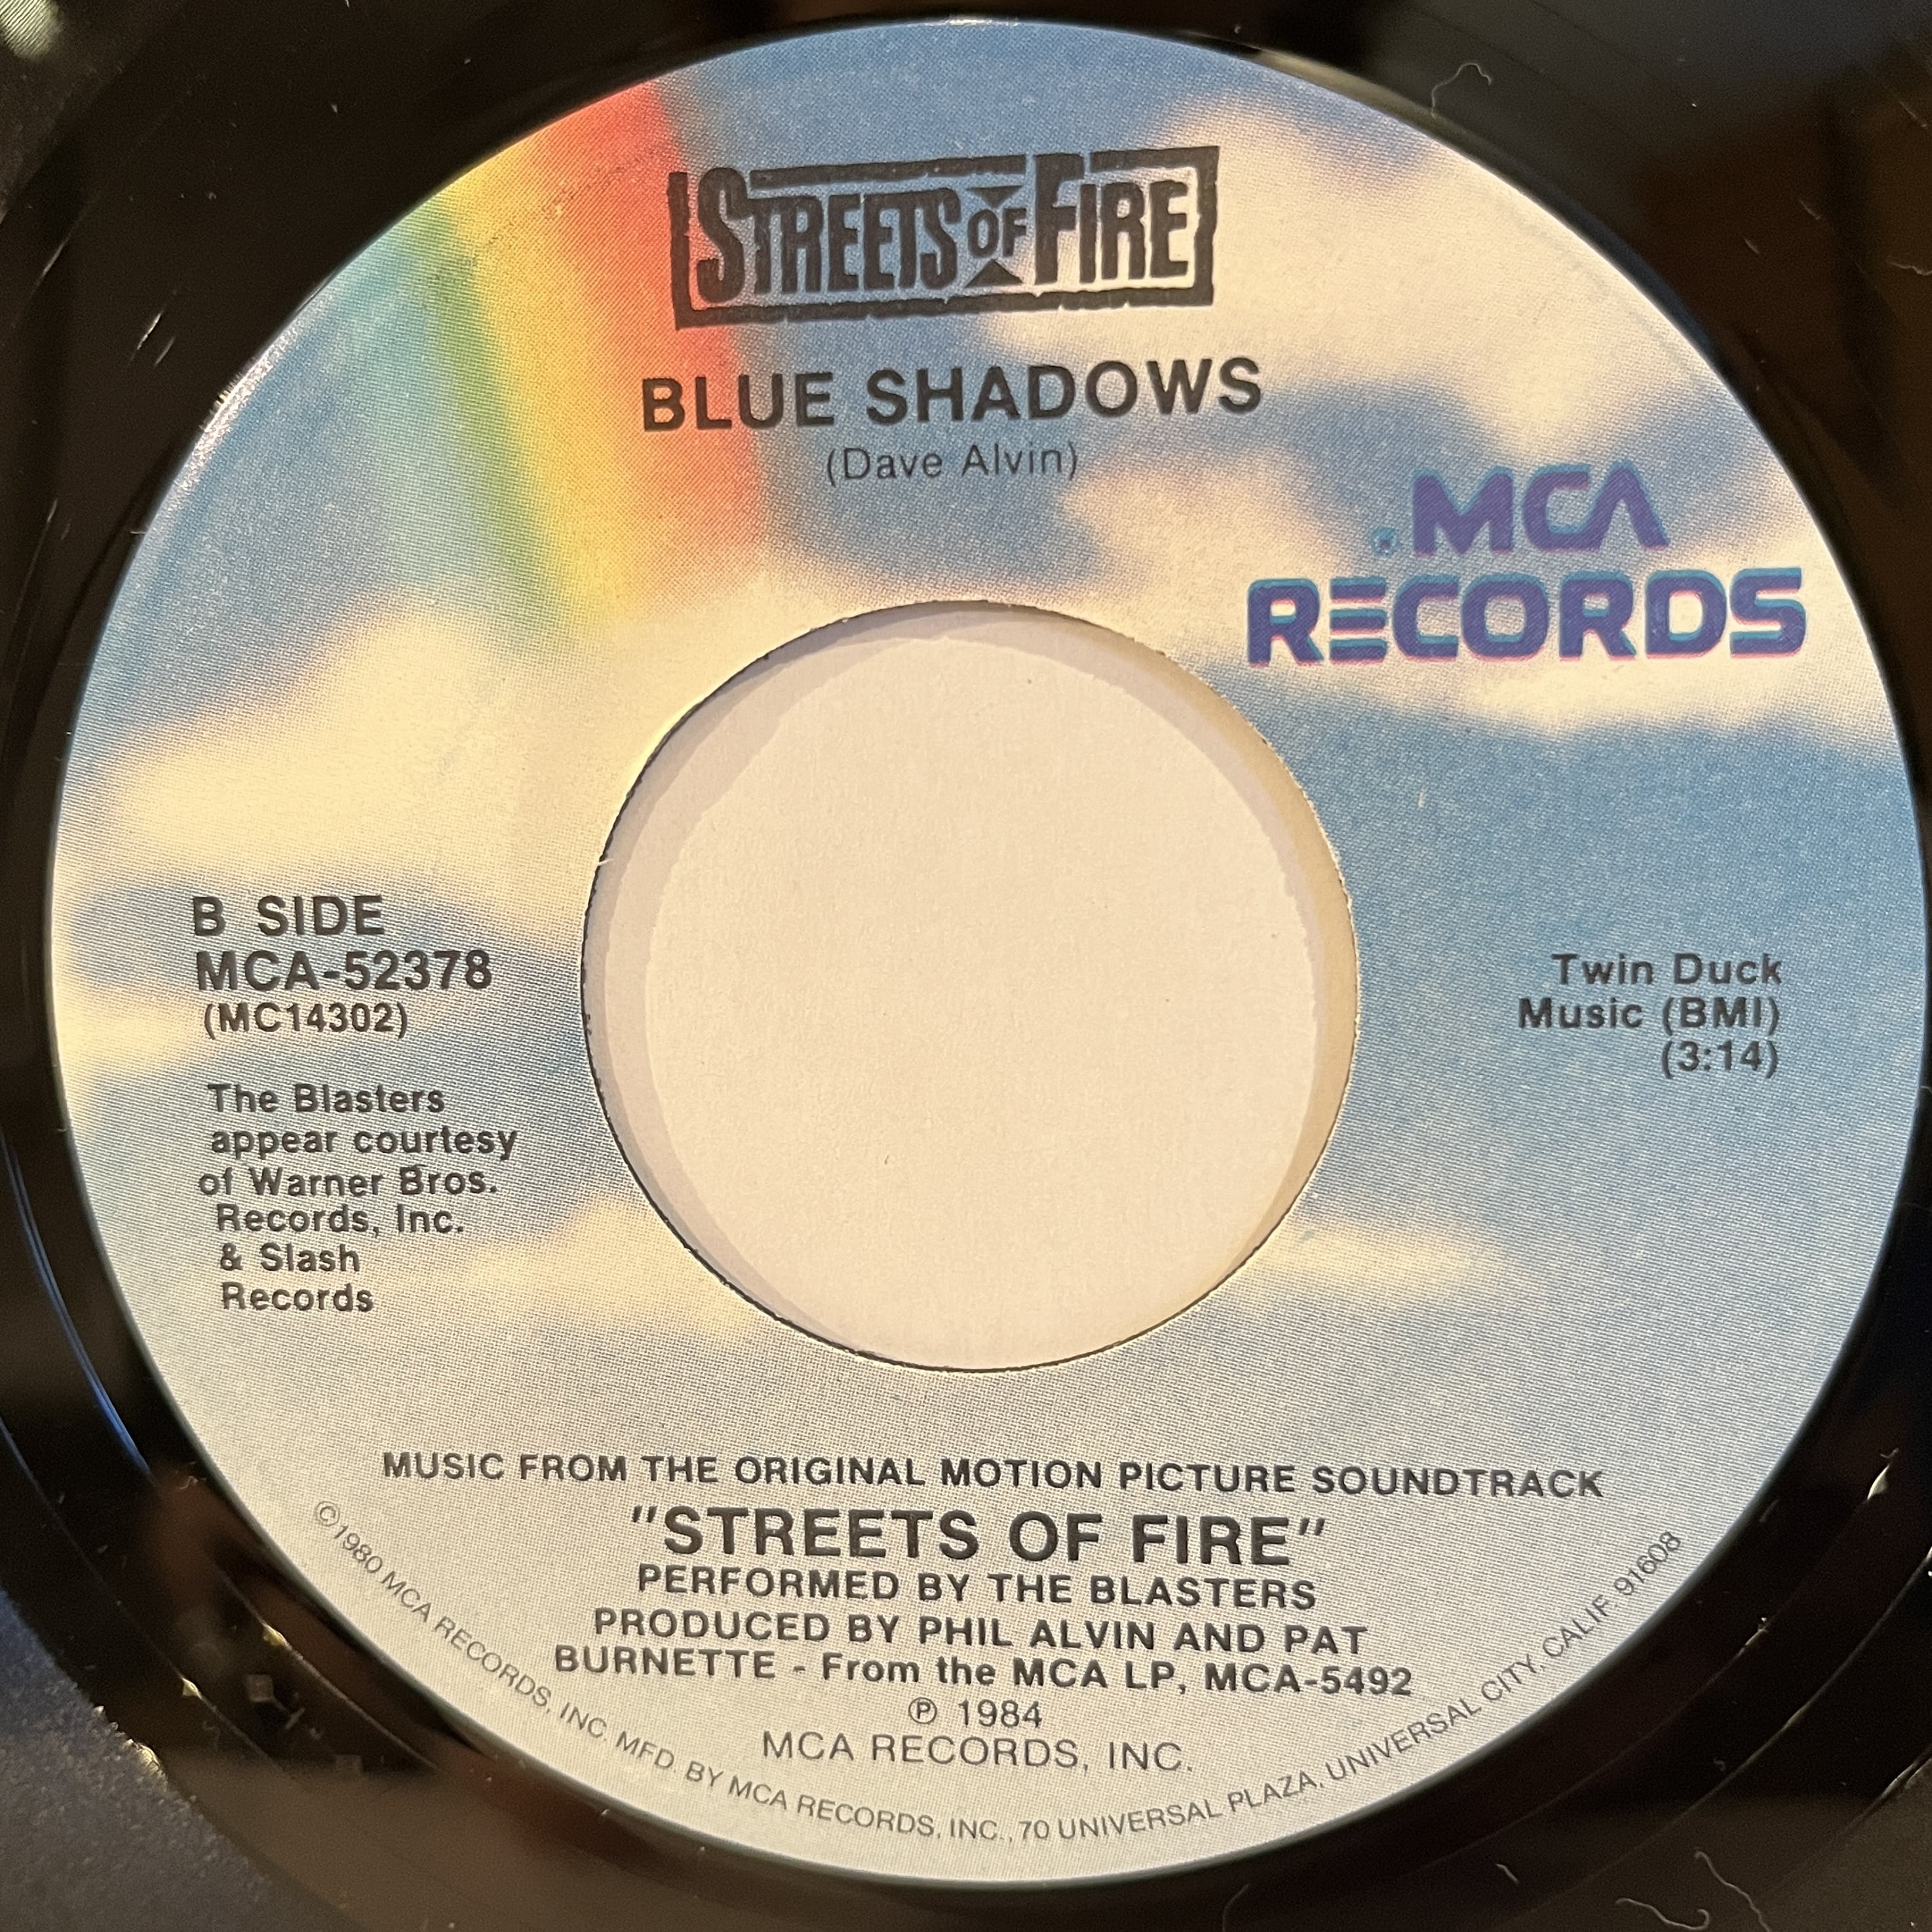 STREETS OF FIRE
BLUE SHADOWS
(Dave Alvin)
® MCA
RECORDS
B SIDE
MCA-52378
(MC14302)
The Blasters
appear courtesy
of Warner Bros.
Records, Inc.
& Slash
Records
Twin Duck
Music (BMI)
(3:14)
MUSIC FROM THE ORIGINAL MOTION PICTURE SOUNDTRACK
"STREETS OF FIRE"
PERFORMED BY THE BLASTERS
PRODUCED BY PHIL ALVIN AND PAT
BURNETTE - From the MCA LP, MCA-5492
℗ 1984
MCA RECORDS, INC.
©1980 MCA RECORDS, INC. MFD. BY MCA RECORDS, INC., 70 UNIVERSAL PLAZA, UNIVERSAL CITY, CALIF. 91608